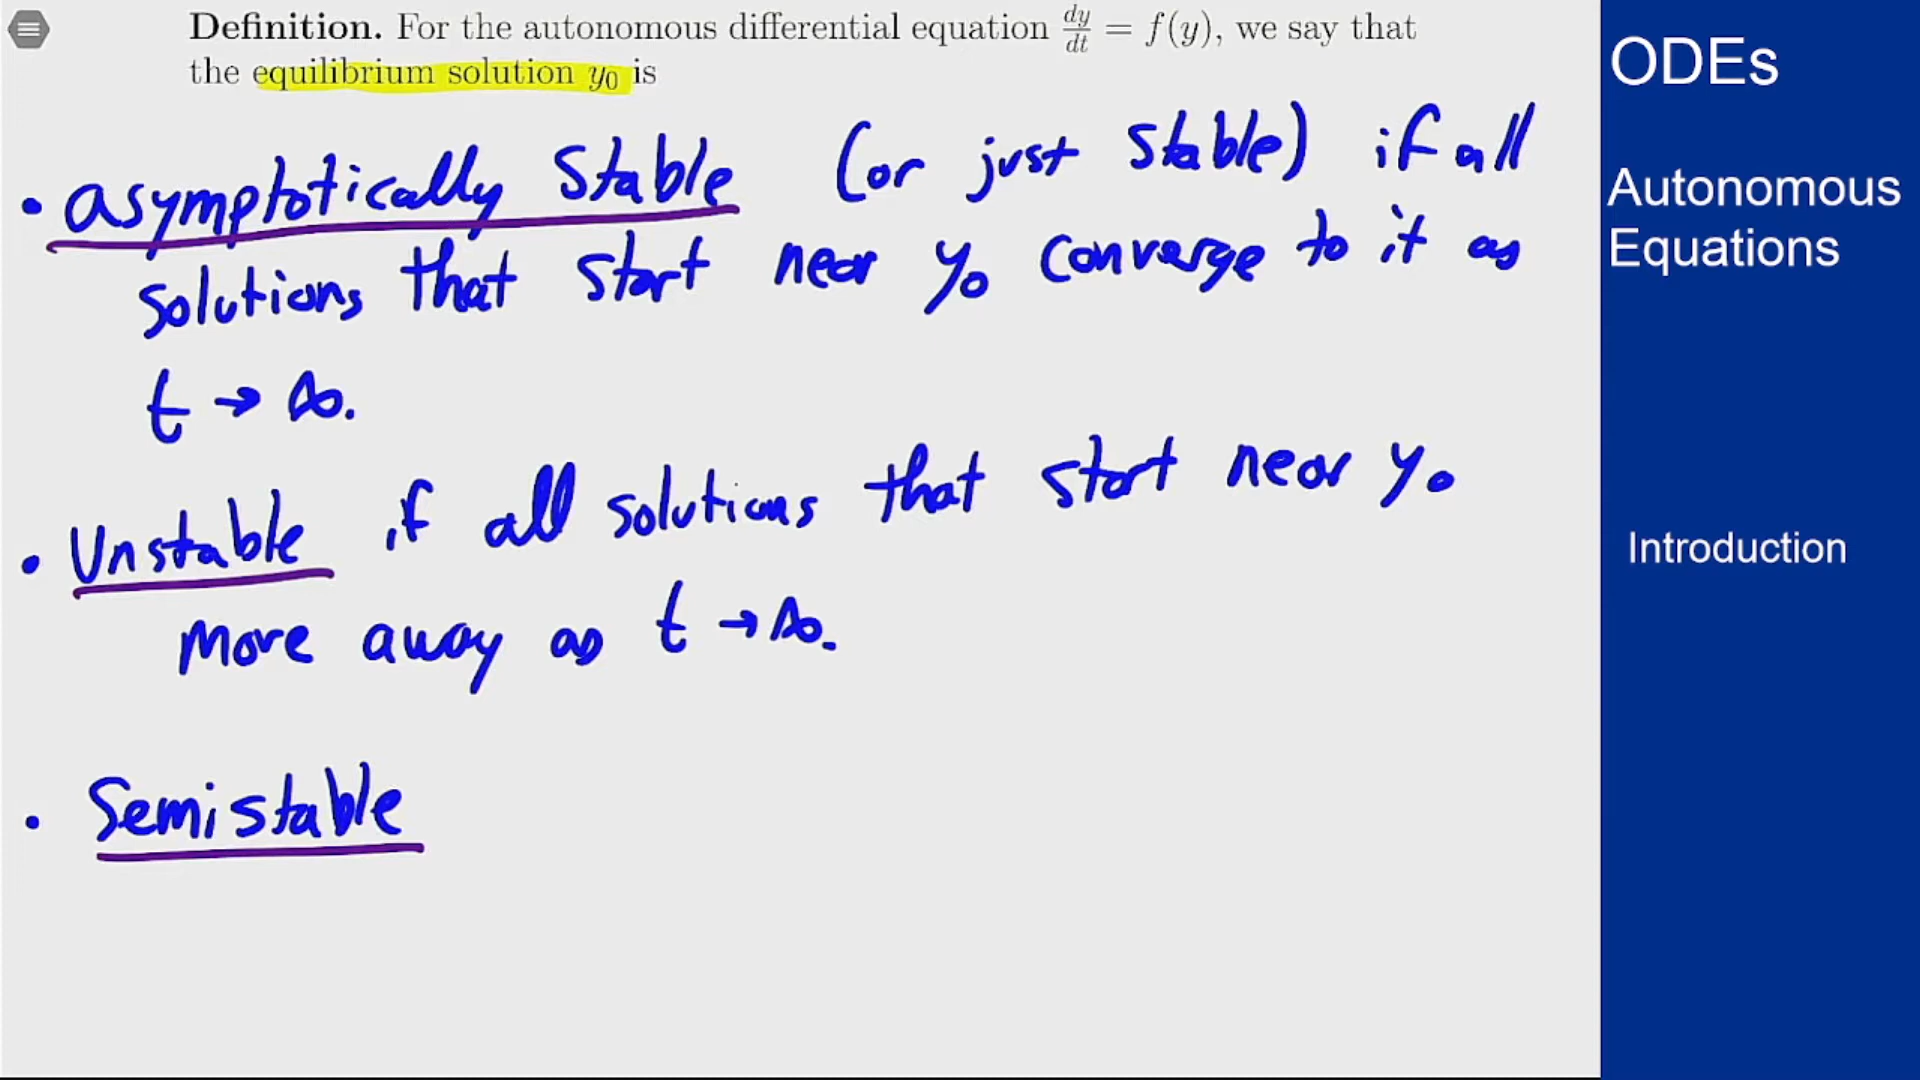 Definition. For the autonomous differential equation dy/dt = f(y), we say that
the equilibrium solution y₀ is
• asymptotically Stable (or just Stable) if all
solutions that start near y₀ converge to it as
t → ∞.
• Unstable if all solutions that start near y₀
move away as t → ∞.
• Semistable
ODEs
Autonomous
Equations
Introduction